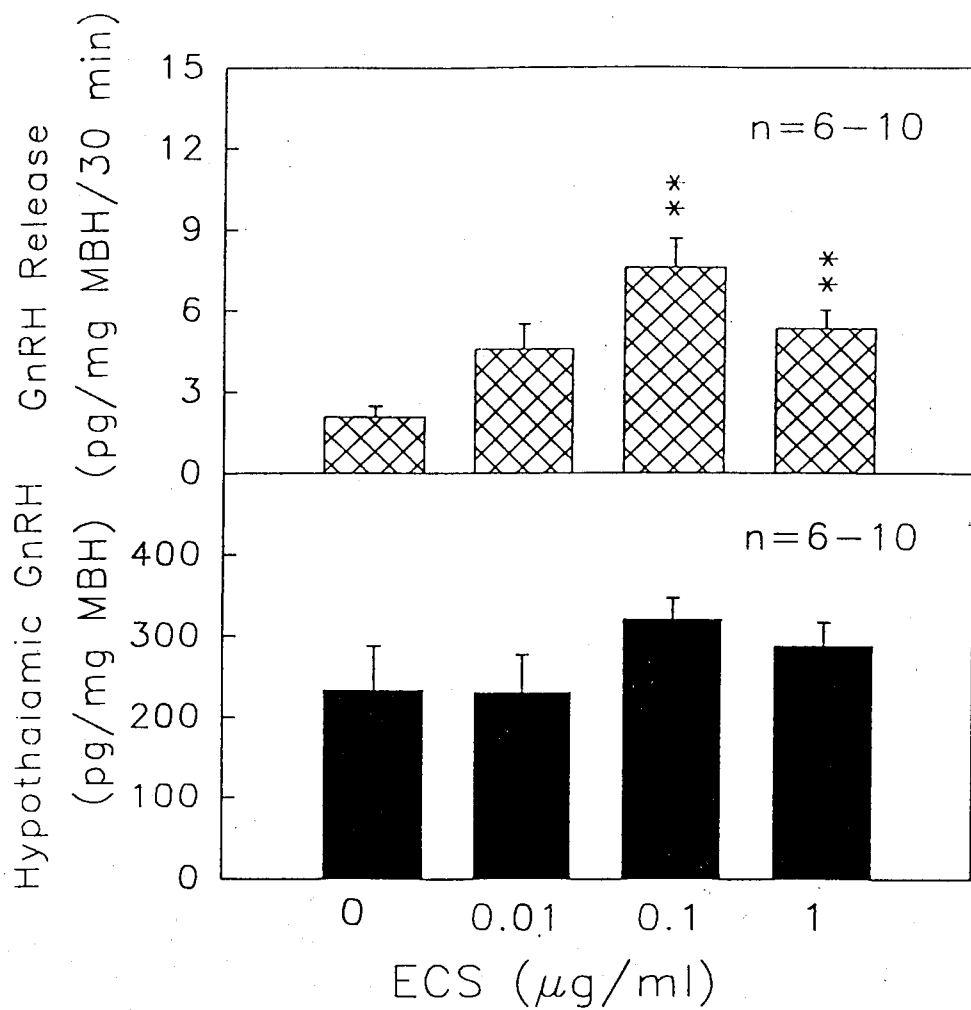 GnRH Release
(pg/mg MBH/30 min)
15
12
9
6
3
0
n=6-10
**
**
Hypothalamic GnRH
(pg/mg MBH)
400
300
200
100
0
n=6-10
0 0.01 0.1 1
ECS (μg/ml)